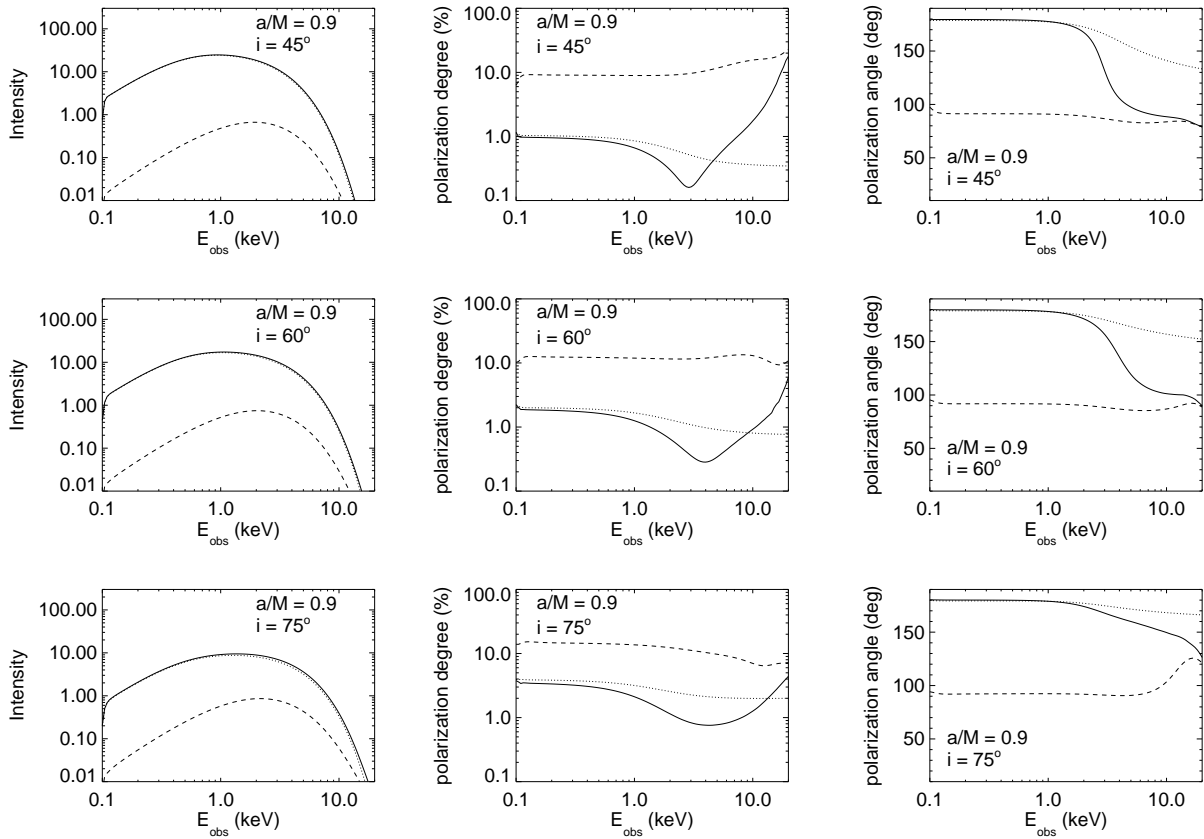 a/M = 0.9
i = 45°
Intensity
100.00
10.00
1.00
0.10
0.01
0.1
1.0
10.0
E_obs (keV)
a/M = 0.9
i = 45°
polarization degree (%)
100.0
10.0
1.0
0.1
0.1
1.0
10.0
E_obs (keV)
polarization angle (deg)
150
100
50
a/M = 0.9
i = 45°
0.1
1.0
10.0
E_obs (keV)
a/M = 0.9
i = 60°
Intensity
100.00
10.00
1.00
0.10
0.01
0.1
1.0
10.0
E_obs (keV)
a/M = 0.9
i = 60°
polarization degree (%)
100.0
10.0
1.0
0.1
0.1
1.0
10.0
E_obs (keV)
polarization angle (deg)
150
100
50
a/M = 0.9
i = 60°
0.1
1.0
10.0
E_obs (keV)
a/M = 0.9
i = 75°
Intensity
100.00
10.00
1.00
0.10
0.01
0.1
1.0
10.0
E_obs (keV)
a/M = 0.9
i = 75°
polarization degree (%)
100.0
10.0
1.0
0.1
0.1
1.0
10.0
E_obs (keV)
polarization angle (deg)
150
100
50
a/M = 0.9
i = 75°
0.1
1.0
10.0
E_obs (keV)